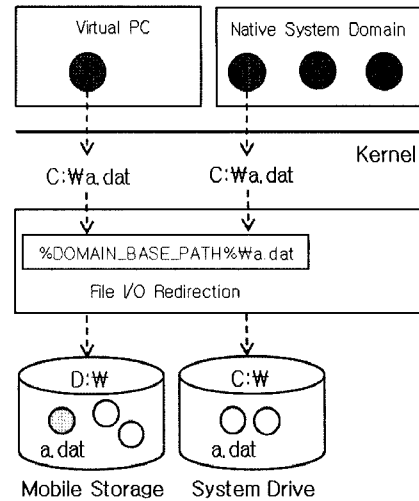 Virtual PC
Native System Domain
Kernel
C:₩a.dat
C:₩a.dat
%DOMAIN_BASE_PATH%₩a.dat
File I/O Redirection
D:₩
C:₩
a.dat
a.dat
Mobile Storage
System Drive